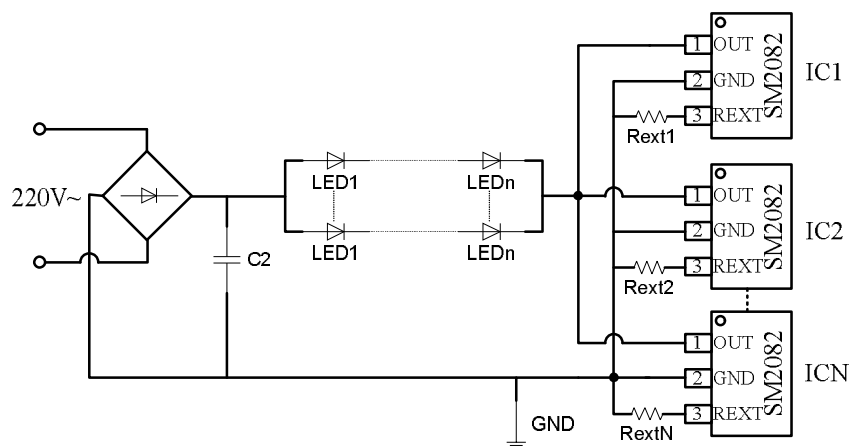 1 OUT
2 GND
3 REXT
SM2082
IC1
Rext1
220V~
LED1
LEDn
LED1
LEDn
C2
1 OUT
2 GND
3 REXT
SM2082
IC2
Rext2
1 OUT
2 GND
3 REXT
SM2082
ICN
RextN
GND